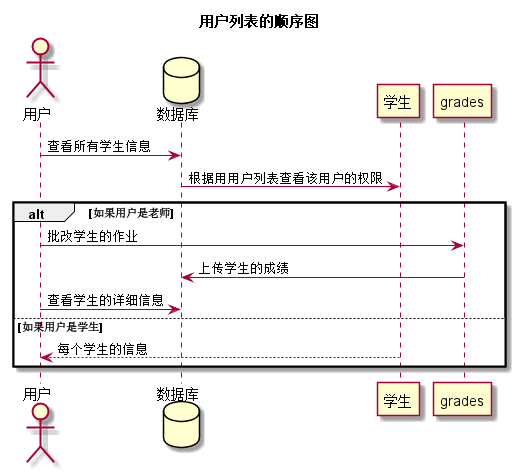 用户列表的顺序图
用户
数据库
学生
grades
查看所有学生信息
根据用用户列表查看该用户的权限
alt
[如果用户是老师]
批改学生的作业
上传学生的成绩
查看学生的详细信息
[如果用户是学生]
每个学生的信息
用户
数据库
学生
grades